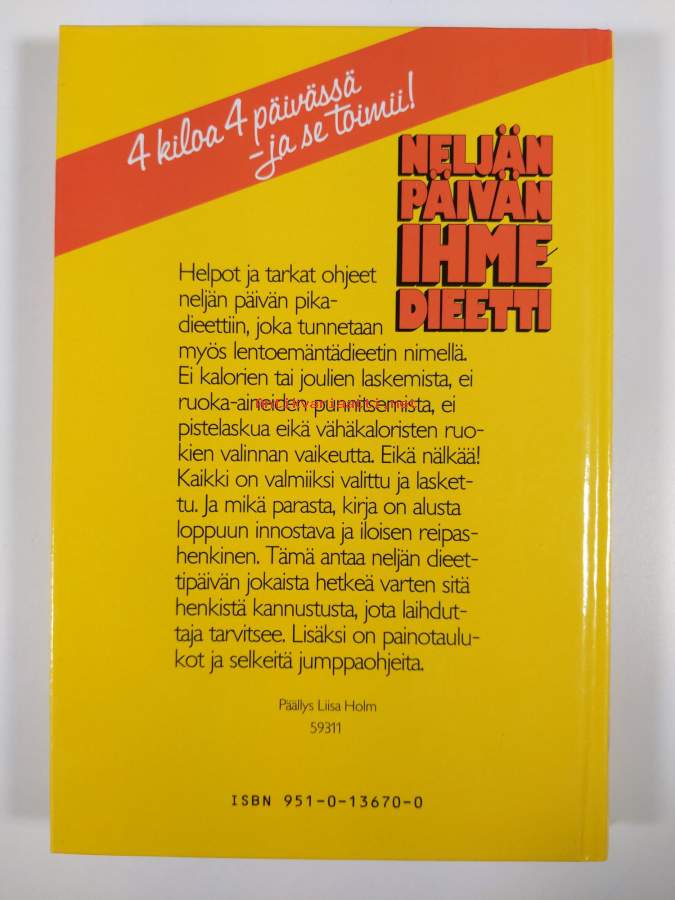 4 kiloa 4 päivässä
-ja se toimii!
NELJÄN
PÄIVÄN
IHME-
DIEETTI
Helpot ja tarkat ohjeet
neljän päivän pika-
dieettiin, joka tunnetaan
myös lentoemäntädieetin nimellä.
Ei kalorien tai joulien laskemista, ei
ruoka-aineiden punnitsemista, ei
antikvariaatti.net
pistelaskua eikä vähäkaloristen ruo-
kien valinnan vaikeutta. Eikä nälkää!
Kaikki on valmiiksi valittu ja lasket-
tu. Ja mikä parasta, kirja on alusta
loppuun innostava ja iloisen reipas-
henkinen. Tämä antaa neljän dieet-
tipäivän jokaista hetkeä varten sitä
henkistä kannustusta, jota laihdut-
taja tarvitsee. Lisäksi on painotaulu-
kot ja selkeitä jumppaohjeita.
Päällys Liisa Holm
59311
ISBN 951-0-13670-0